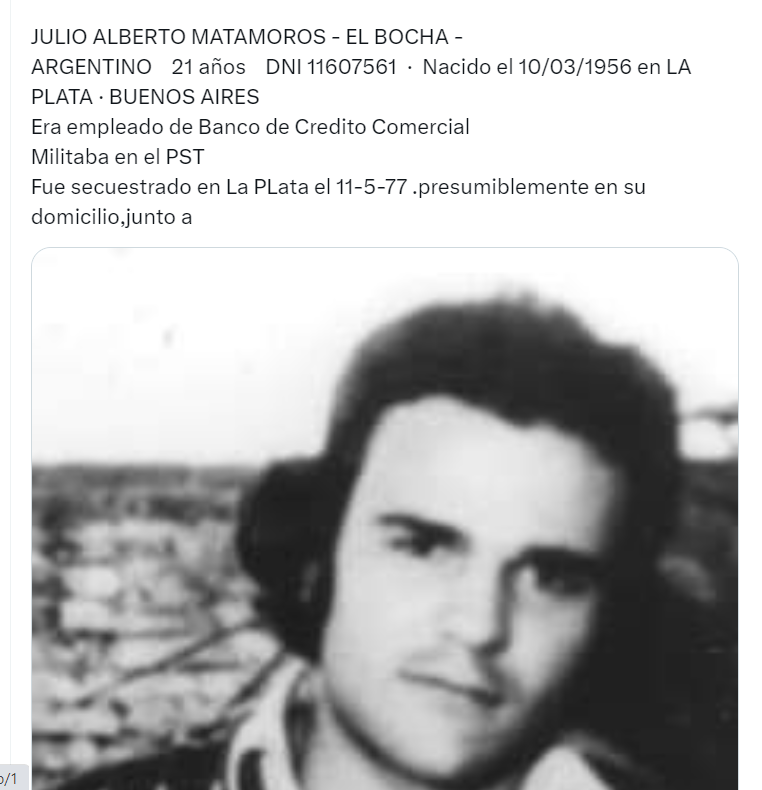 JULIO ALBERTO MATAMOROS - EL BOCHA -
ARGENTINO 21 años DNI 11607561 · Nacido el 10/03/1956 en LA
PLATA · BUENOS AIRES
Era empleado de Banco de Credito Comercial
Militaba en el PST
Fue secuestrado en La PLata el 11-5-77 .presumiblemente en su
domicilio,junto a
o/1